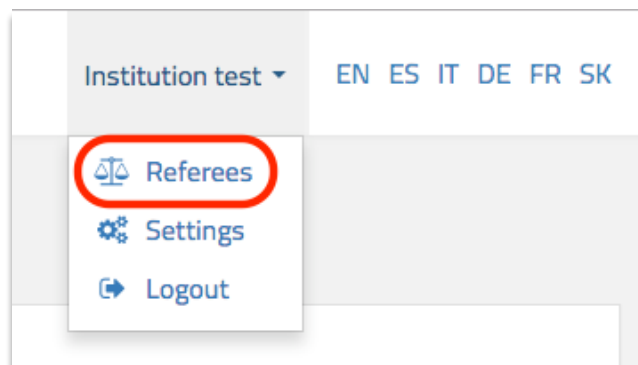 Institution test EN ES IT DE FR SK
Referees
Settings
Logout